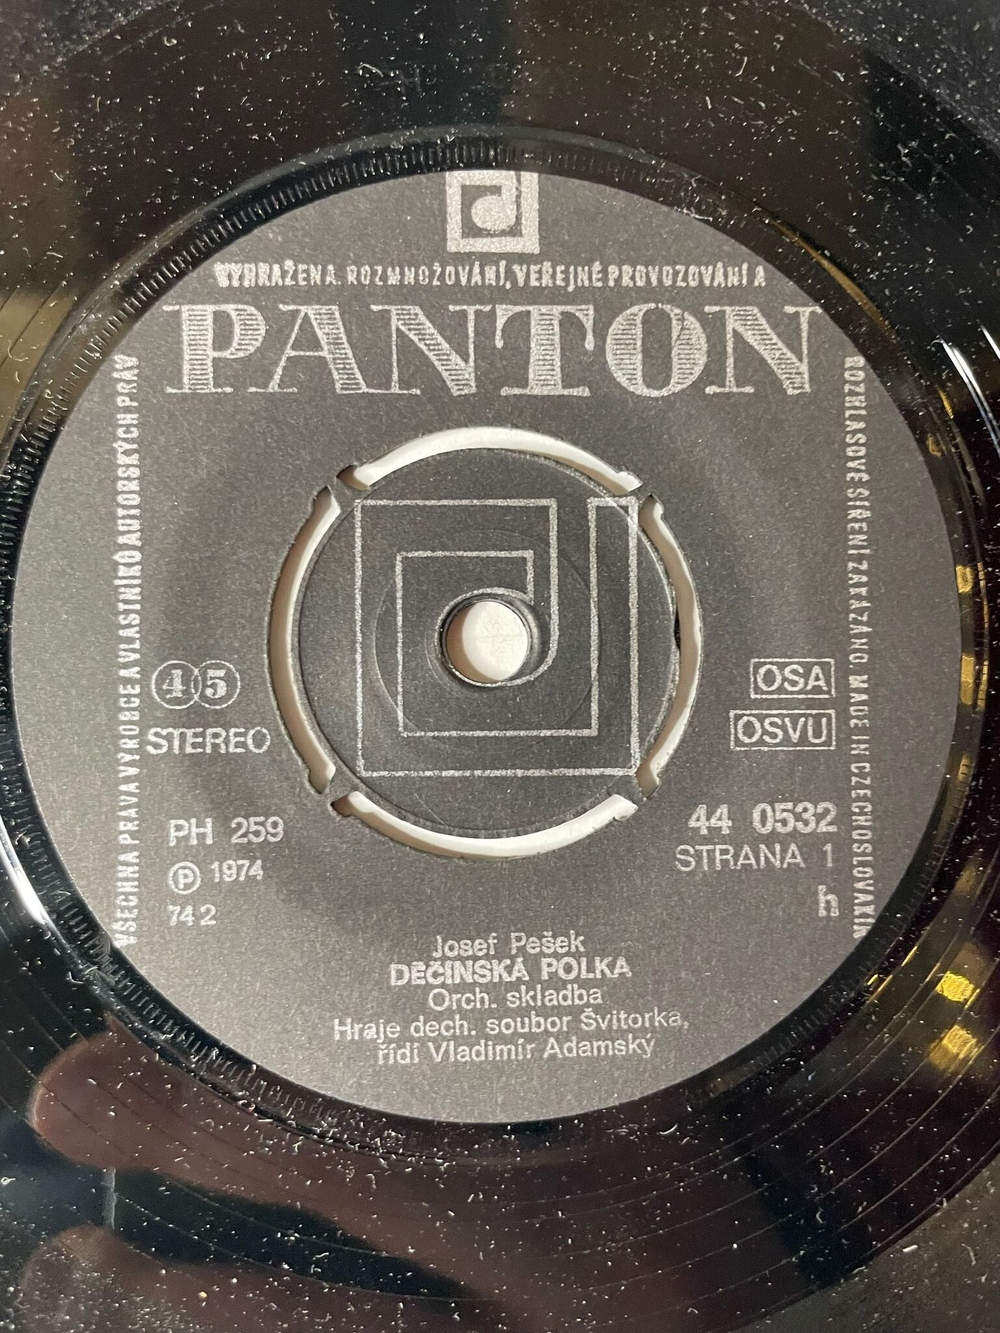 VŠECHNA PRÁVA VÝROBCE A VLASTNÍKŮ AUTORSKÝCH PRÁV
VYHRAŽENA. ROZMNOŽOVÁNÍ, VEŘEJNÉ PROVOZOVÁNÍ A
ROZHLASOVÉ ŠÍŘENÍ ZAKÁZÁNO MADE IN CZECHOSLOVAKIA
PANTON
45
STEREO
OSA
OSVU
PH 259
℗ 1974
74 2
44 0532
STRANA 1
h
Josef Pešek
DĚČÍNSKÁ POLKA
Orch. skladba
Hraje dech. soubor Švitorka,
řídí Vladimír Adamský